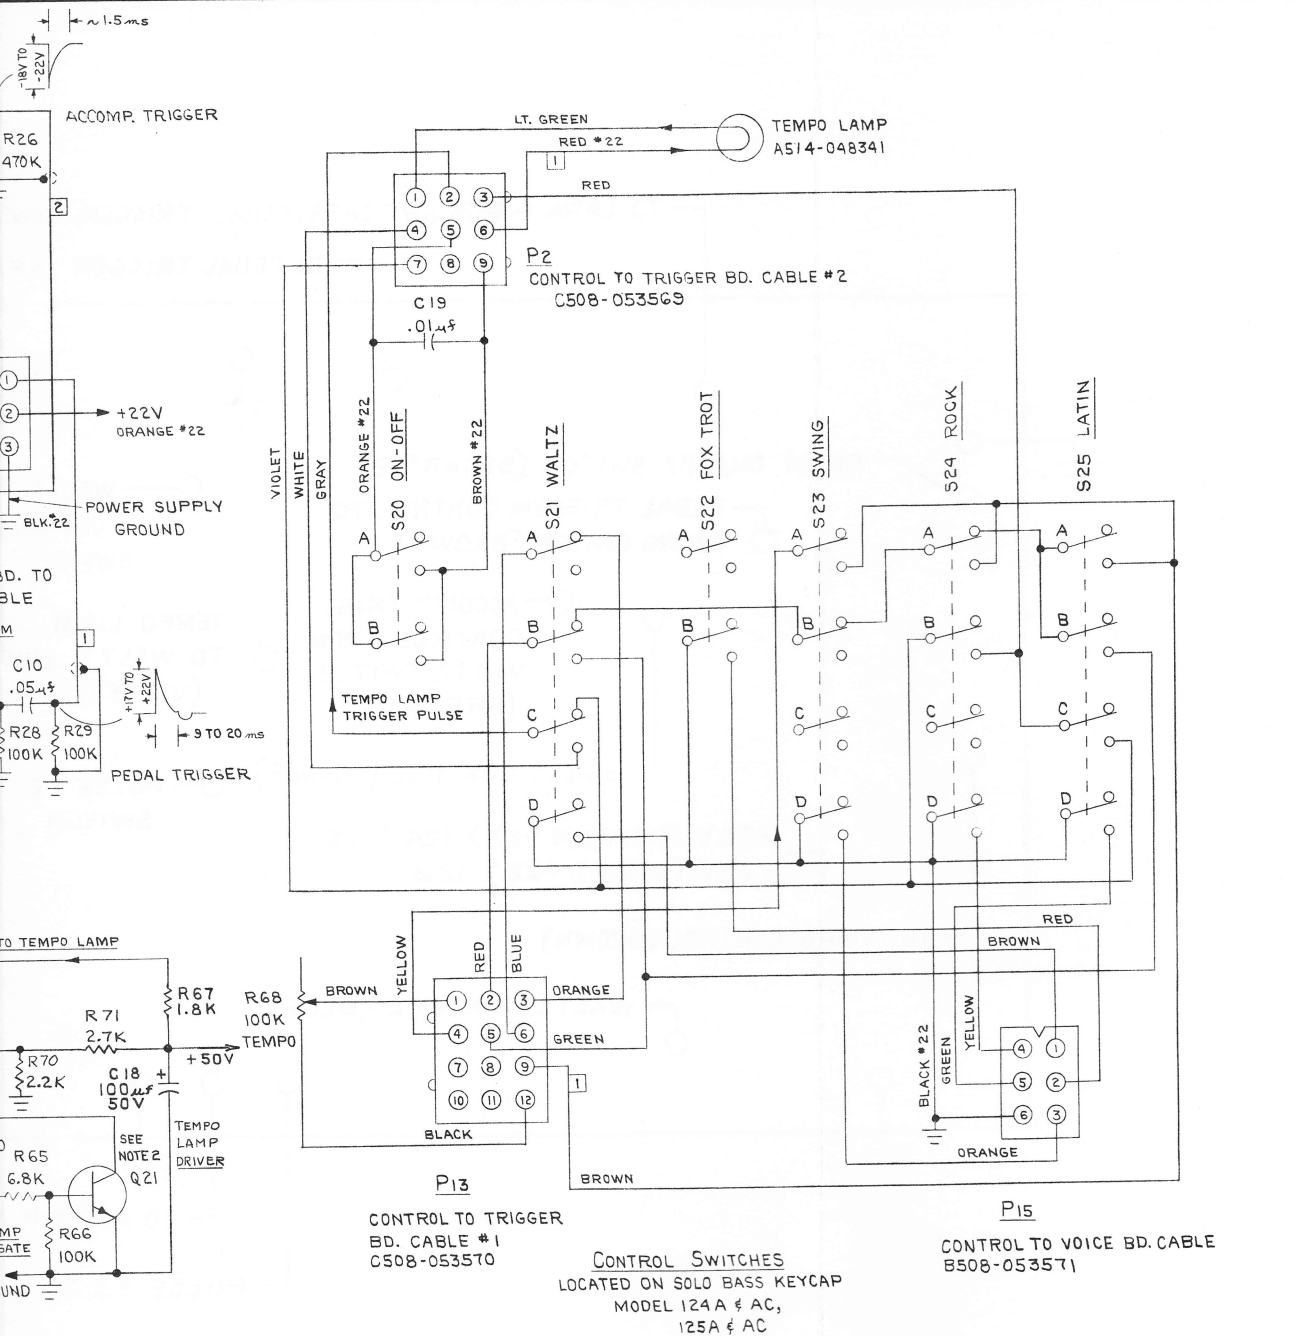 ~1.5ms
-18V TO
-22V
ACCOMP. TRIGGER
R26
470K
2
LT. GREEN
RED #22
1
TEMPO LAMP
A514-048341
RED
1 2 3
4 5 6
7 8 9
P2
CONTROL TO TRIGGER BD. CABLE #2
C508-053569
C19
.01µf
1
2
3
+22V
ORANGE #22
POWER SUPPLY
GROUND
BLK.#22
VIOLET
WHITE
GRAY
ORANGE #22
S20 ON-OFF
BROWN #22
S21 WALTZ
S22 FOX TROT
S23 SWING
S24 ROCK
S25 LATIN
A A A A A A
BD. TO
BLE
M
1
B B B B B B
C10
.05µf
+17V TO
+22V
R28
100K
R29
100K
9 TO 20 ms
PEDAL TRIGGER
TEMPO LAMP
TRIGGER PULSE
C C C C
D D D D
TO TEMPO LAMP
R67
1.8K
R71
2.7K
R70
2.2K
+50V
C18
100µf
50V
+
TEMPO
LAMP
DRIVER
SEE
NOTE 2
Q21
R65
6.8K
R66
100K
MP
GATE
UND
R68
100K
TEMPO
BROWN
YELLOW
RED
BLUE
ORANGE
GREEN
1 2 3
4 5 6
7 8 9
10 11 12
1
BLACK
BROWN
P13
CONTROL TO TRIGGER
BD. CABLE #1
C508-053570
RED
BROWN
YELLOW
GREEN
BLACK #22
4 1
5 2
6 3
ORANGE
P15
CONTROL TO VOICE BD. CABLE
B508-053571
CONTROL SWITCHES
LOCATED ON SOLO BASS KEYCAP
MODEL 124A & AC,
125A & AC